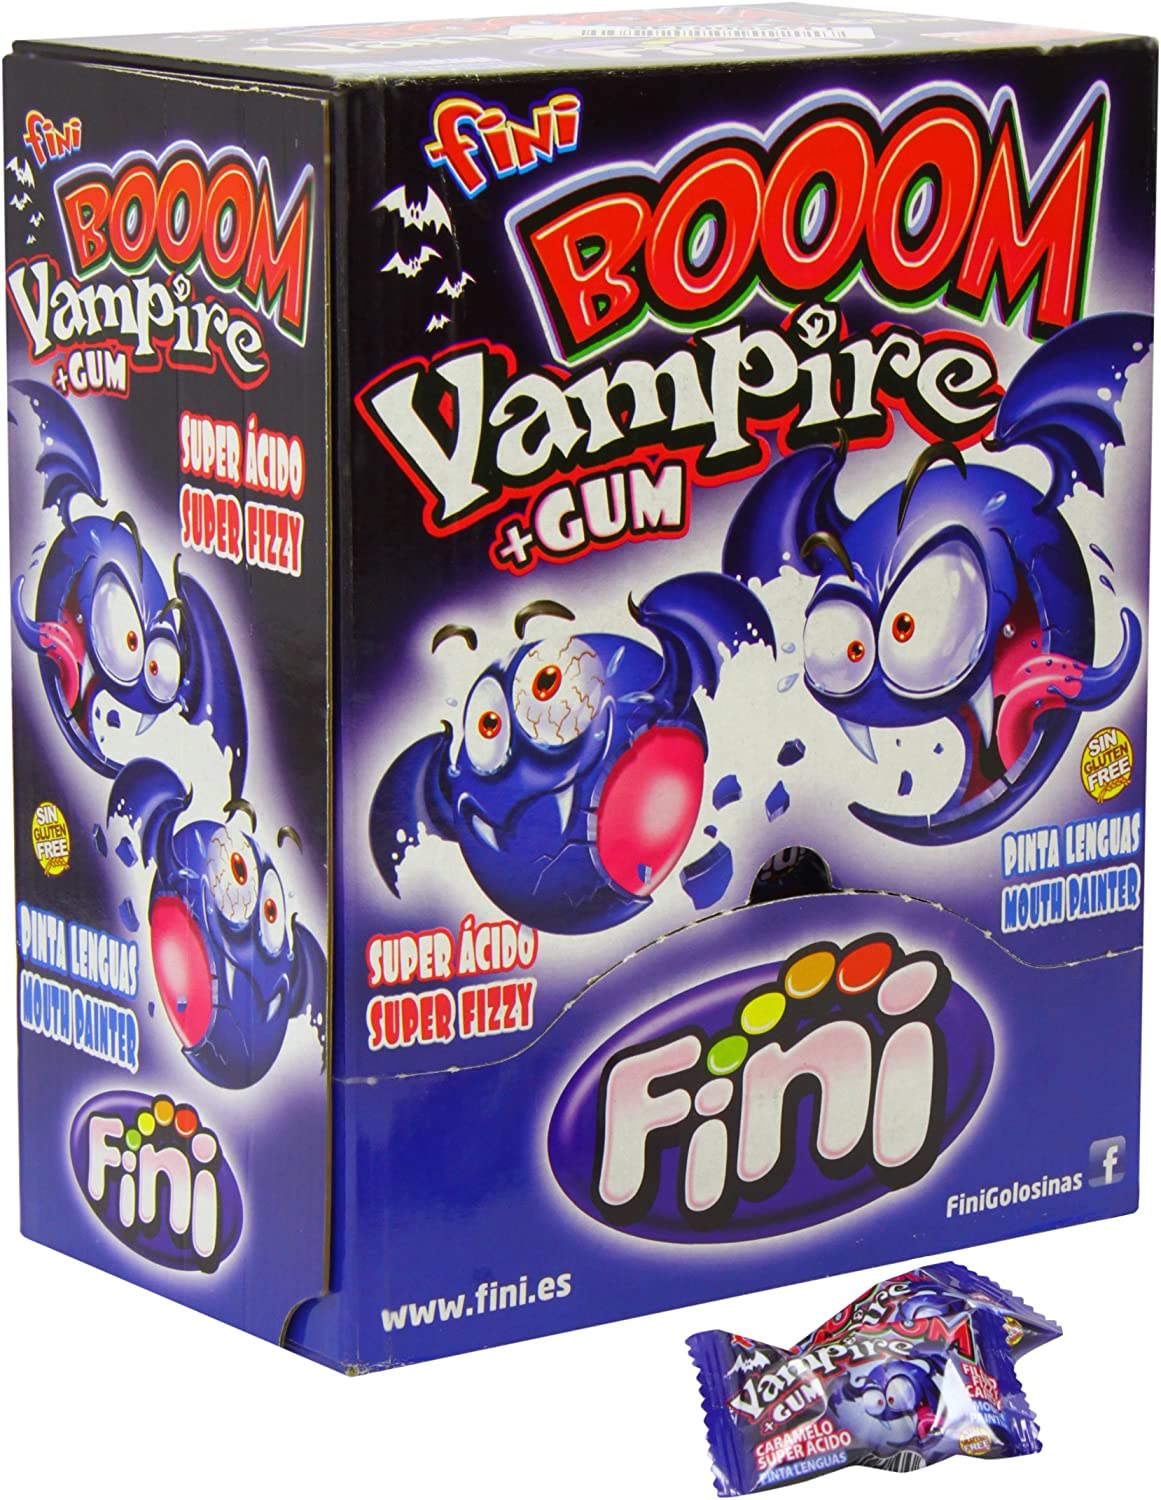 fini
BOOOM
Vampire
+GUM
SUPER ÁCIDO
SUPER FIZZY
SIN
GLUTEN
FREE
PINTA LENGUAS
MOUTH PAINTER
Fini
fini
BOOOM
Vampire
+GUM
SIN
GLUTEN
FREE
PINTA LENGUAS
MOUTH PAINTER
SUPER ÁCIDO
SUPER FIZZY
Fini
FiniGolosinas f
www.fini.es
Vampire
+ GUM
CARAMELO
SUPER ÁCIDO
PINTA LENGUAS